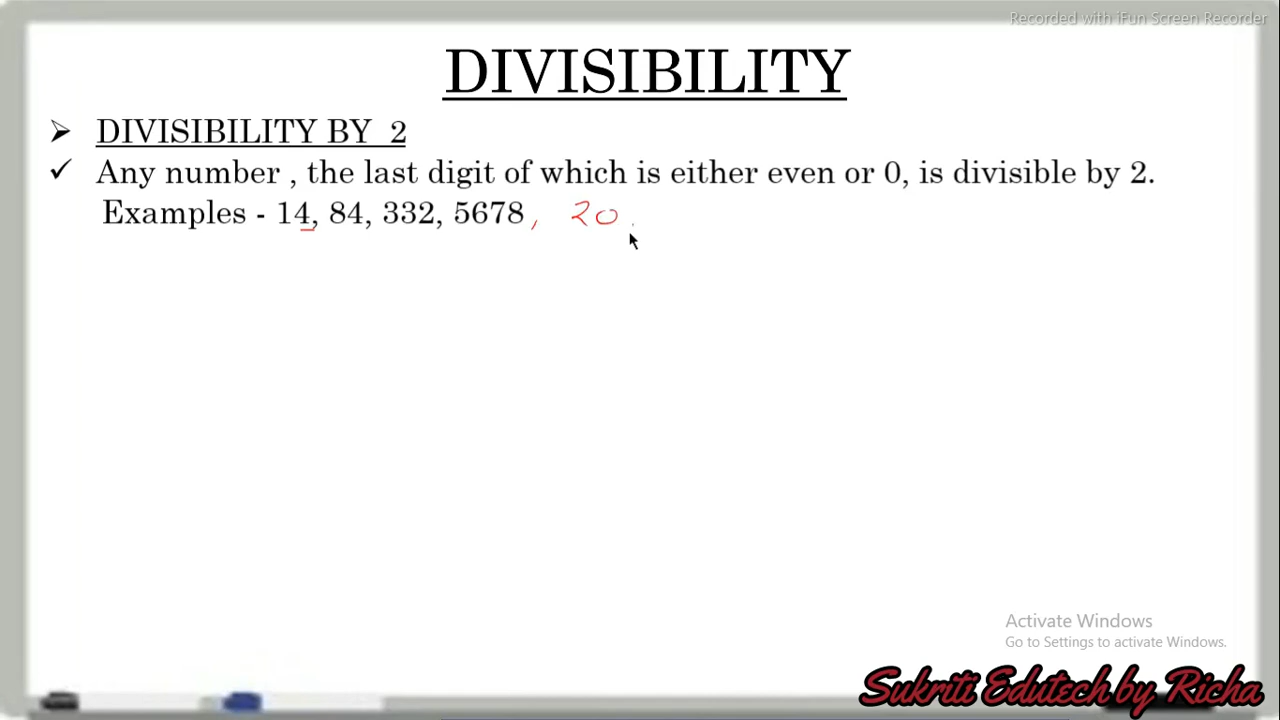 Recorded with iFun Screen Recorder
DIVISIBILITY
➢ DIVISIBILITY BY 2
✓ Any number , the last digit of which is either even or 0, is divisible by 2.
Examples - 14, 84, 332, 5678, 20
Activate Windows
Go to Settings to activate Windows.
Sukriti Edutech by Richa